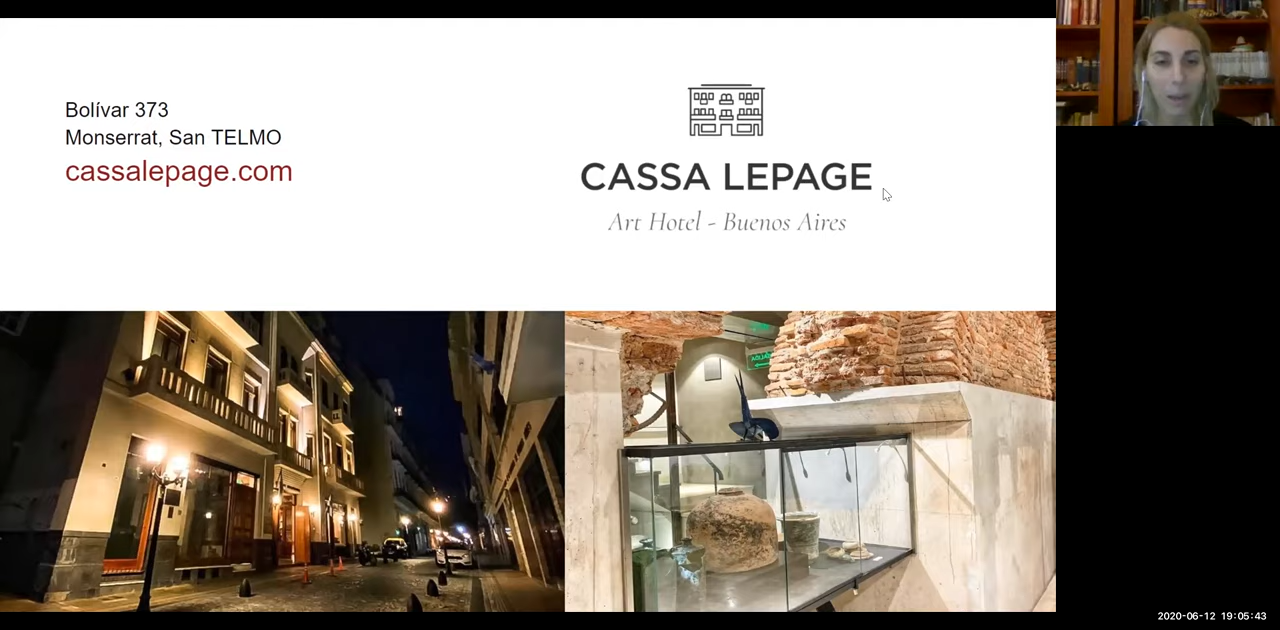 Bolívar 373
Monserrat, San TELMO
cassalepage.com
CASSA LEPAGE
Art Hotel - Buenos Aires
2020-06-12 19:05:43